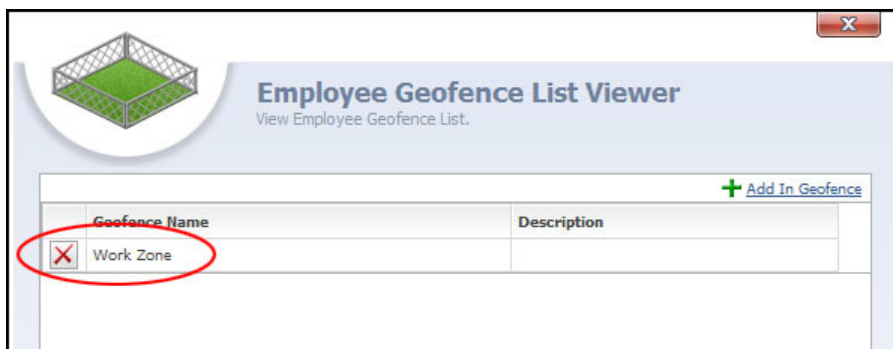 Employee Geofence List Viewer
View Employee Geofence List.
Add In Geofence
Geofence Name Description
Work Zone